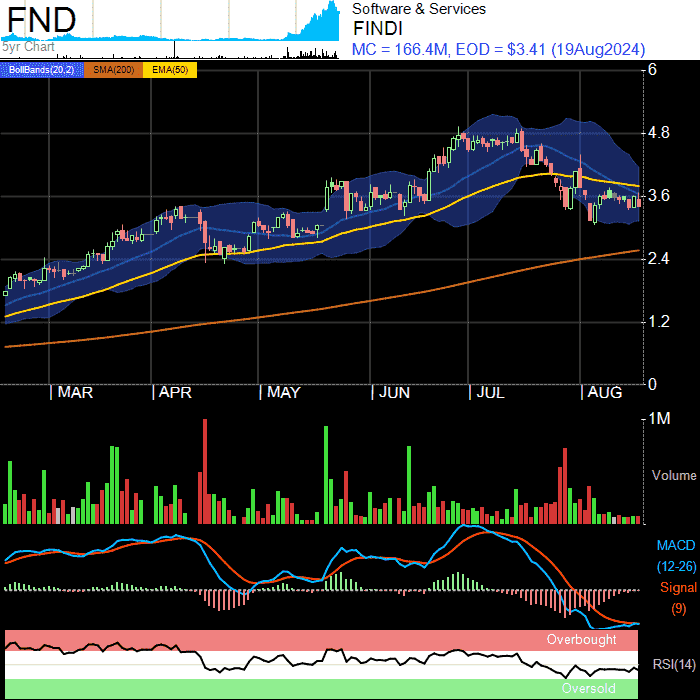 FND
5yr Chart
Software & Services
FINDI
MC = 166.4M, EOD = $3.41 (19Aug2024)
BollBands(20,2) SMA(200) EMA(50)
6
4.8
3.6
2.4
1.2
0
MAR APR MAY JUN JUL AUG
1M
Volume
MACD
(12-26)
Signal
(9)
Overbought
RSI(14)
Oversold